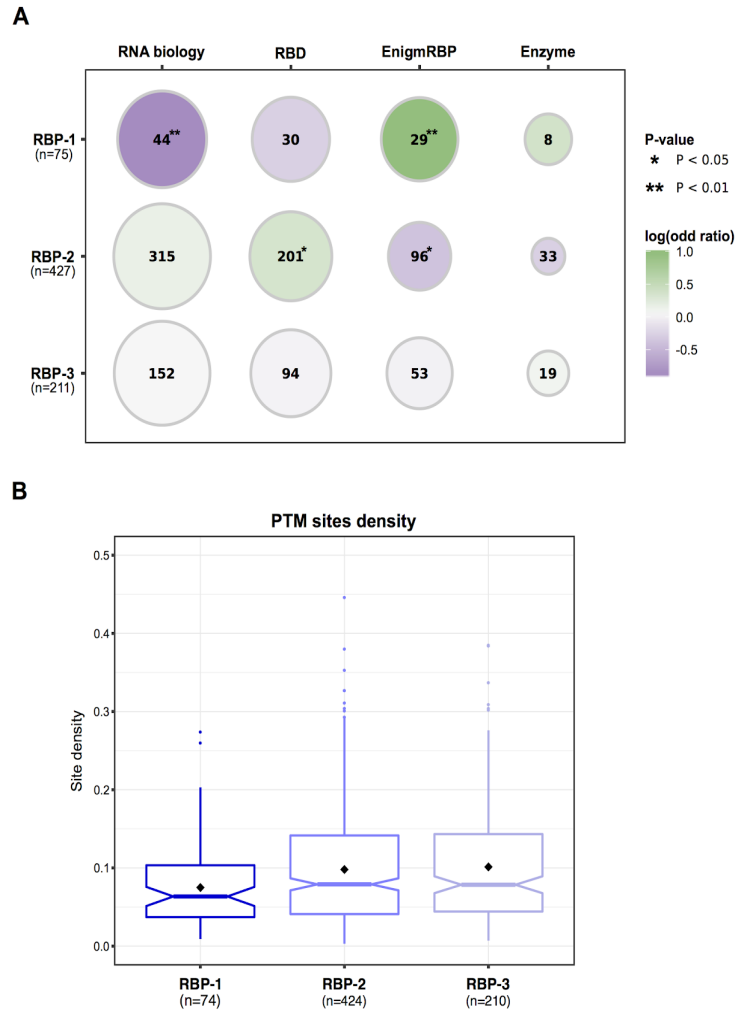 A
RNA biology RBD EnigmRBP Enzyme
RBP-1 (n=75) 44** 30 29** 8
RBP-2 (n=427) 315 201* 96* 33
RBP-3 (n=211) 152 94 53 19
P-value
* P < 0.05
** P < 0.01
log(odd ratio)
1.0
0.5
0.0
-0.5
B
PTM sites density
Site density
0.5
0.4
0.3
0.2
0.1
0.0
RBP-1 RBP-2 RBP-3
(n=74) (n=424) (n=210)